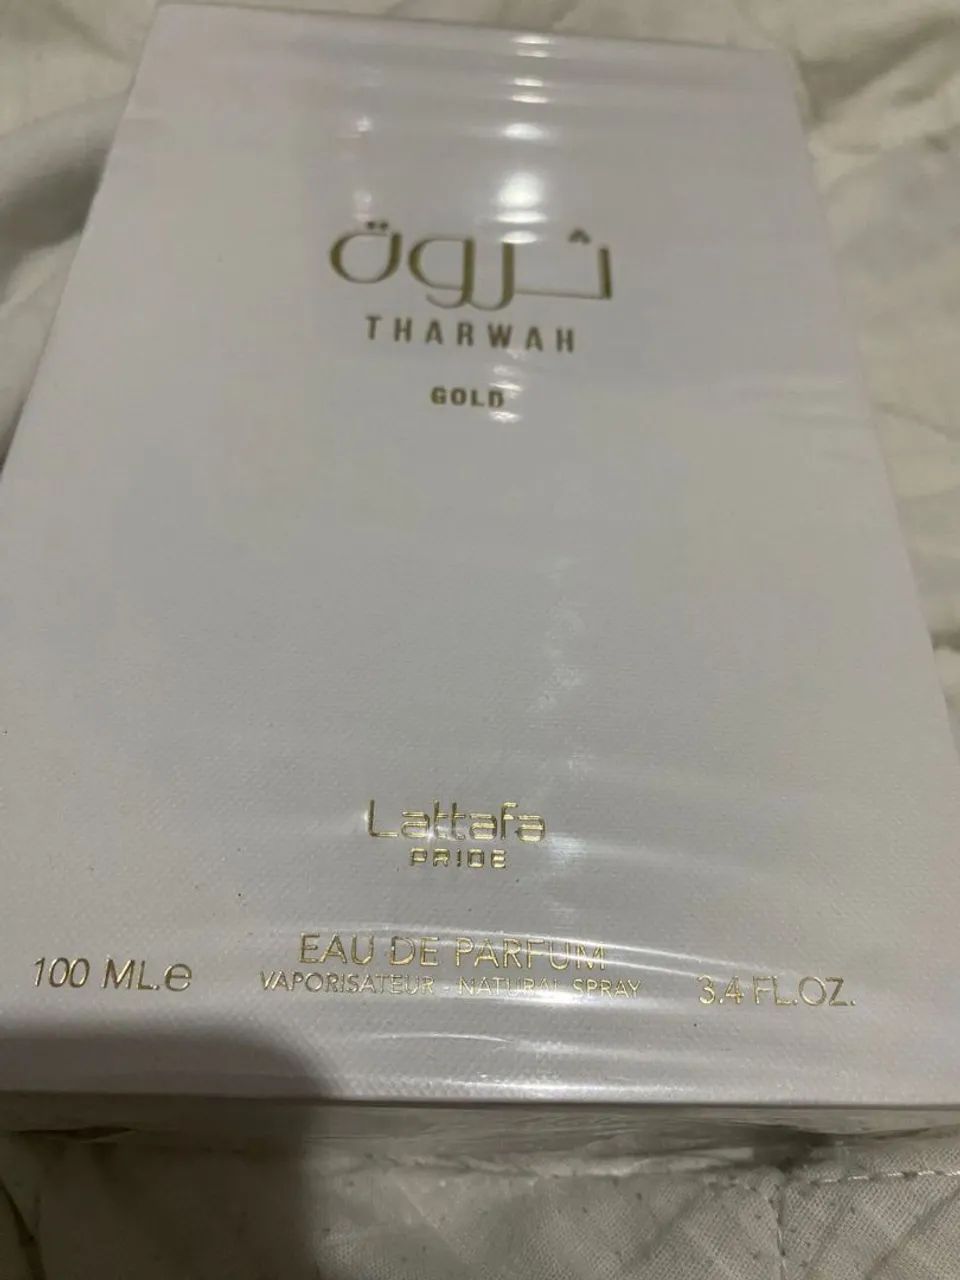 ثروة
THARWAH
GOLD
Lattafa
PRIDE
EAU DE PARFUM
100 ML.e VAPORISATEUR - NATURAL SPRAY 3.4 FL.OZ.